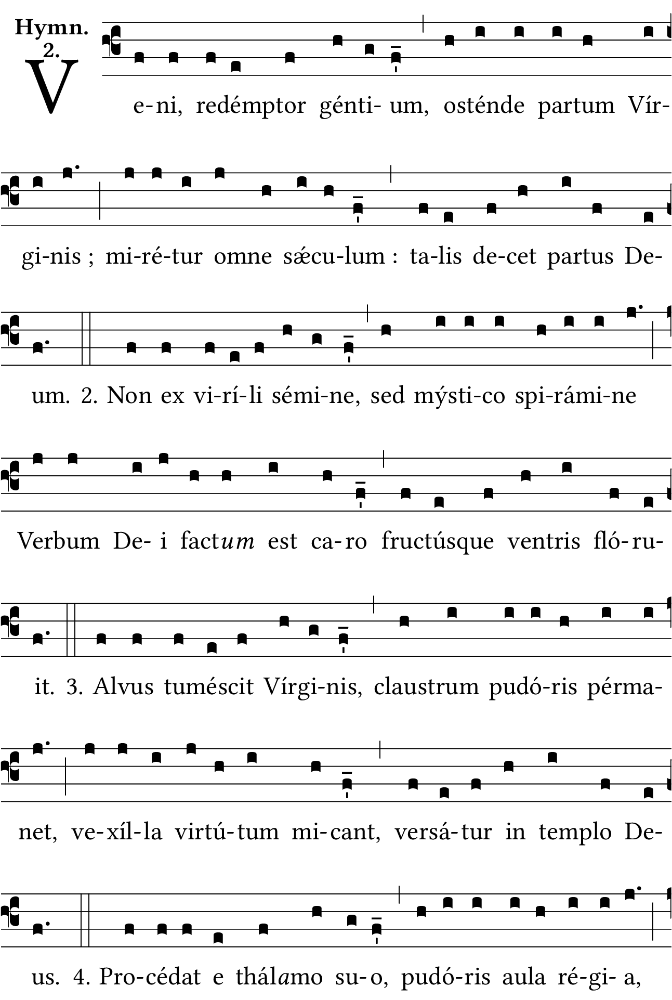 Hymn.
2.
Ve-ni, redémptor génti-um, osténde partum Vír-
gi-nis ; mi-ré-tur omne sǽcu-lum : ta-lis de-cet partus De-
um. 2. Non ex vi-rí-li sémi-ne, sed mýsti-co spi-rámi-ne
Verbum De-i factum est ca-ro fructúsque ventris fló-ru-
it. 3. Alvus tuméscit Vírgi-nis, claustrum pudó-ris pérma-
net, ve-xíl-la virtú-tum mi-cant, versá-tur in templo De-
us. 4. Pro-cédat e thálamo su-o, pudó-ris aula ré-gi-a,